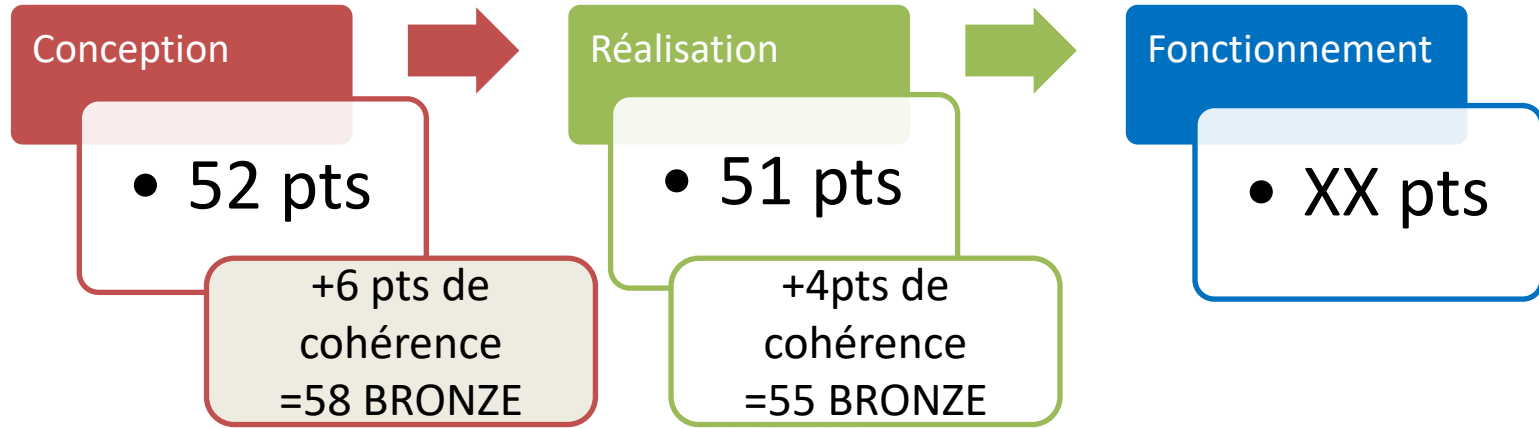 Conception
• 52 pts
+6 pts de
cohérence
=58 BRONZE
Réalisation
• 51 pts
+4pts de
cohérence
=55 BRONZE
Fonctionnement
• XX pts